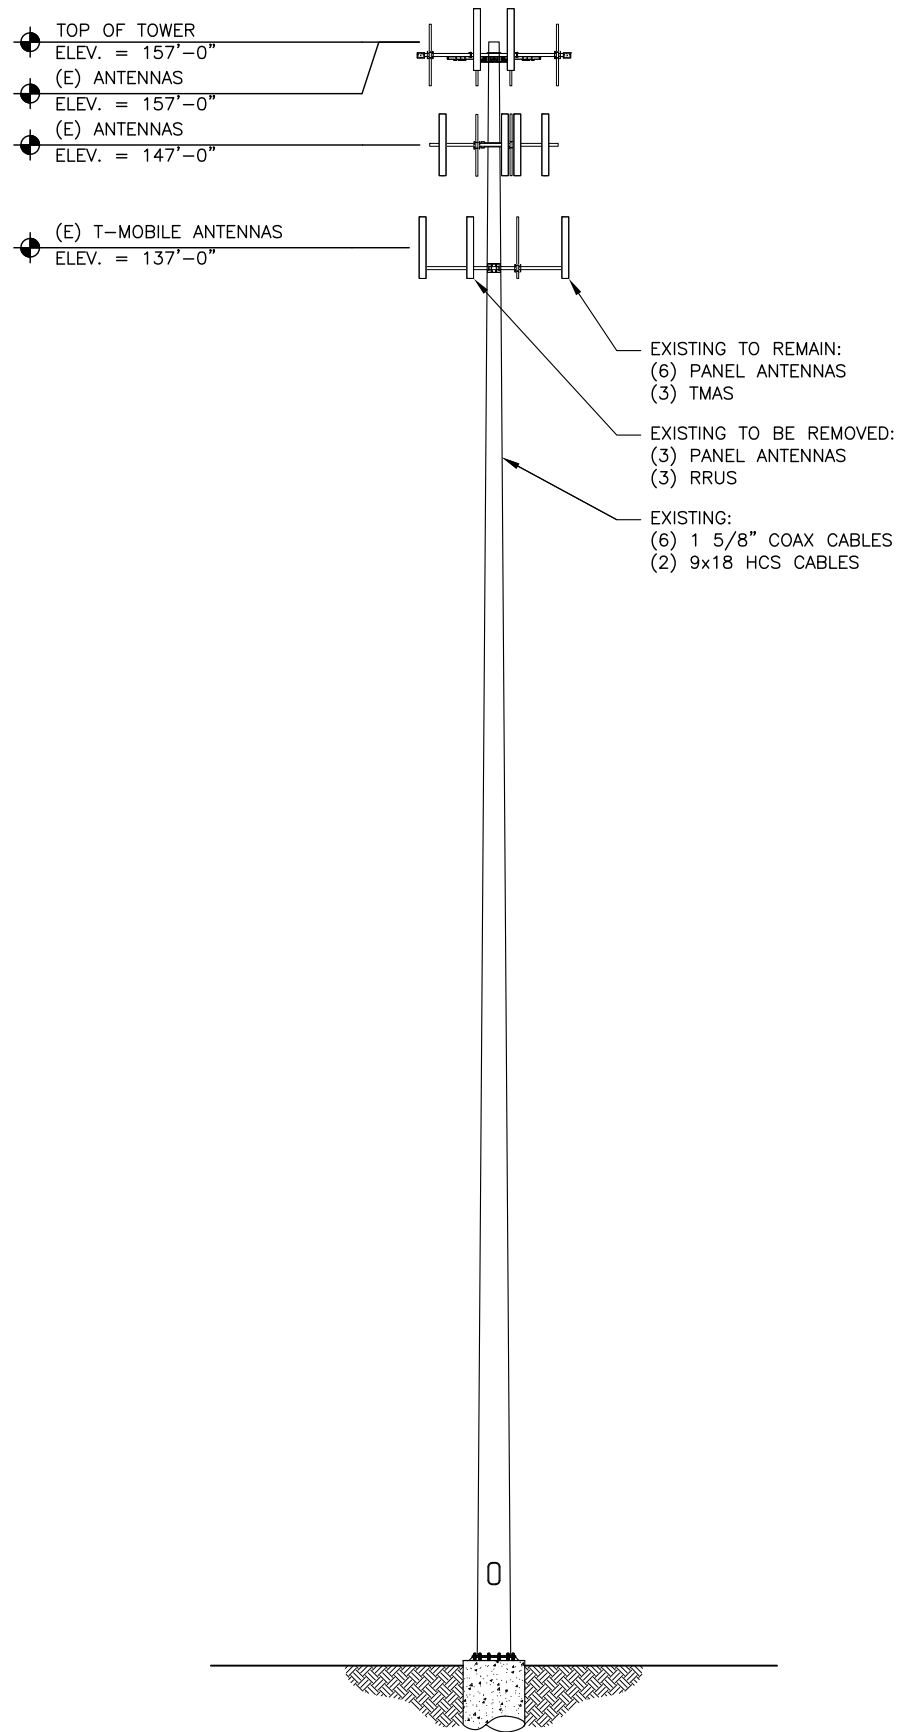 TOP OF TOWER
ELEV. = 157'-0"
(E) ANTENNAS
ELEV. = 157'-0"
(E) ANTENNAS
ELEV. = 147'-0"
(E) T-MOBILE ANTENNAS
ELEV. = 137'-0"
EXISTING TO REMAIN:
(6) PANEL ANTENNAS
(3) TMAS
EXISTING TO BE REMOVED:
(3) PANEL ANTENNAS
(3) RRUS
EXISTING:
(6) 1 5/8" COAX CABLES
(2) 9x18 HCS CABLES